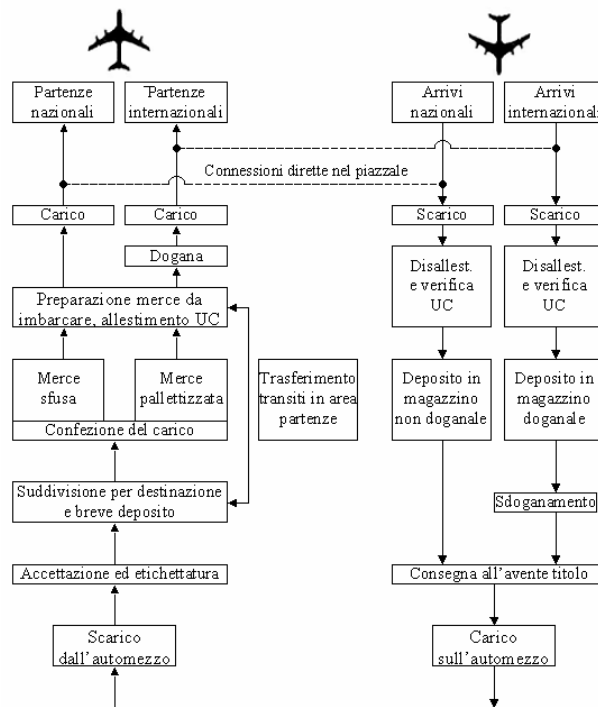 Partenze
nazionali
Partenze
internazionali
Arrivi
nazionali
Arrivi
internazionali
Connessioni dirette nel piazzale
Carico
Carico
Scarico
Scarico
Dogana
Preparazione merce da
imbarcare, allestimento UC
Disallest.
e verifica
UC
Disallest.
e verifica
UC
Merce
sfusa
Merce
pallettizzata
Confezione del carico
Trasferimento
transiti in area
partenze
Deposito in
magazzino
non doganale
Deposito in
magazzino
doganale
Suddivisione per destinazione
e breve deposito
Sdoganamento
Accettazione ed etichettatura
Consegna all'avente titolo
Scarico
dall'automezzo
Carico
sull'automezzo